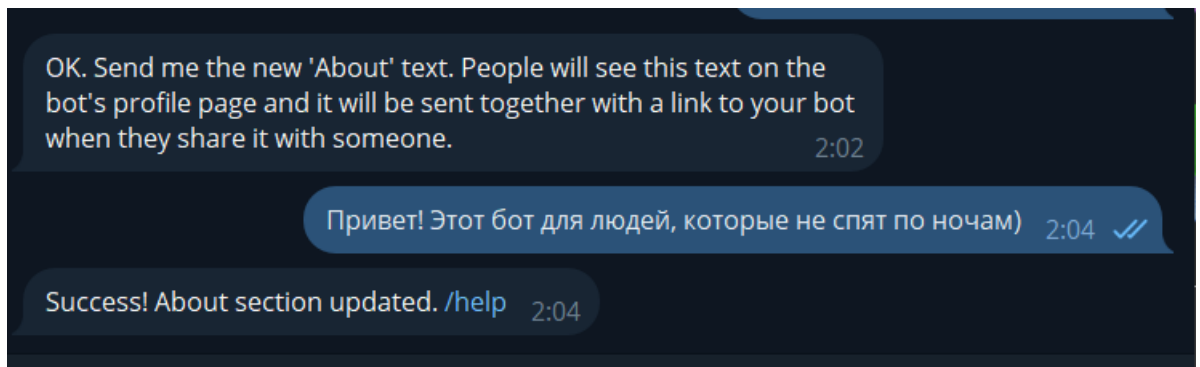 OK. Send me the new 'About' text. People will see this text on the
bot's profile page and it will be sent together with a link to your bot
when they share it with someone.
2:02
Привет! Этот бот для людей, которые не спят по ночам)
2:04
Success! About section updated. /help
2:04